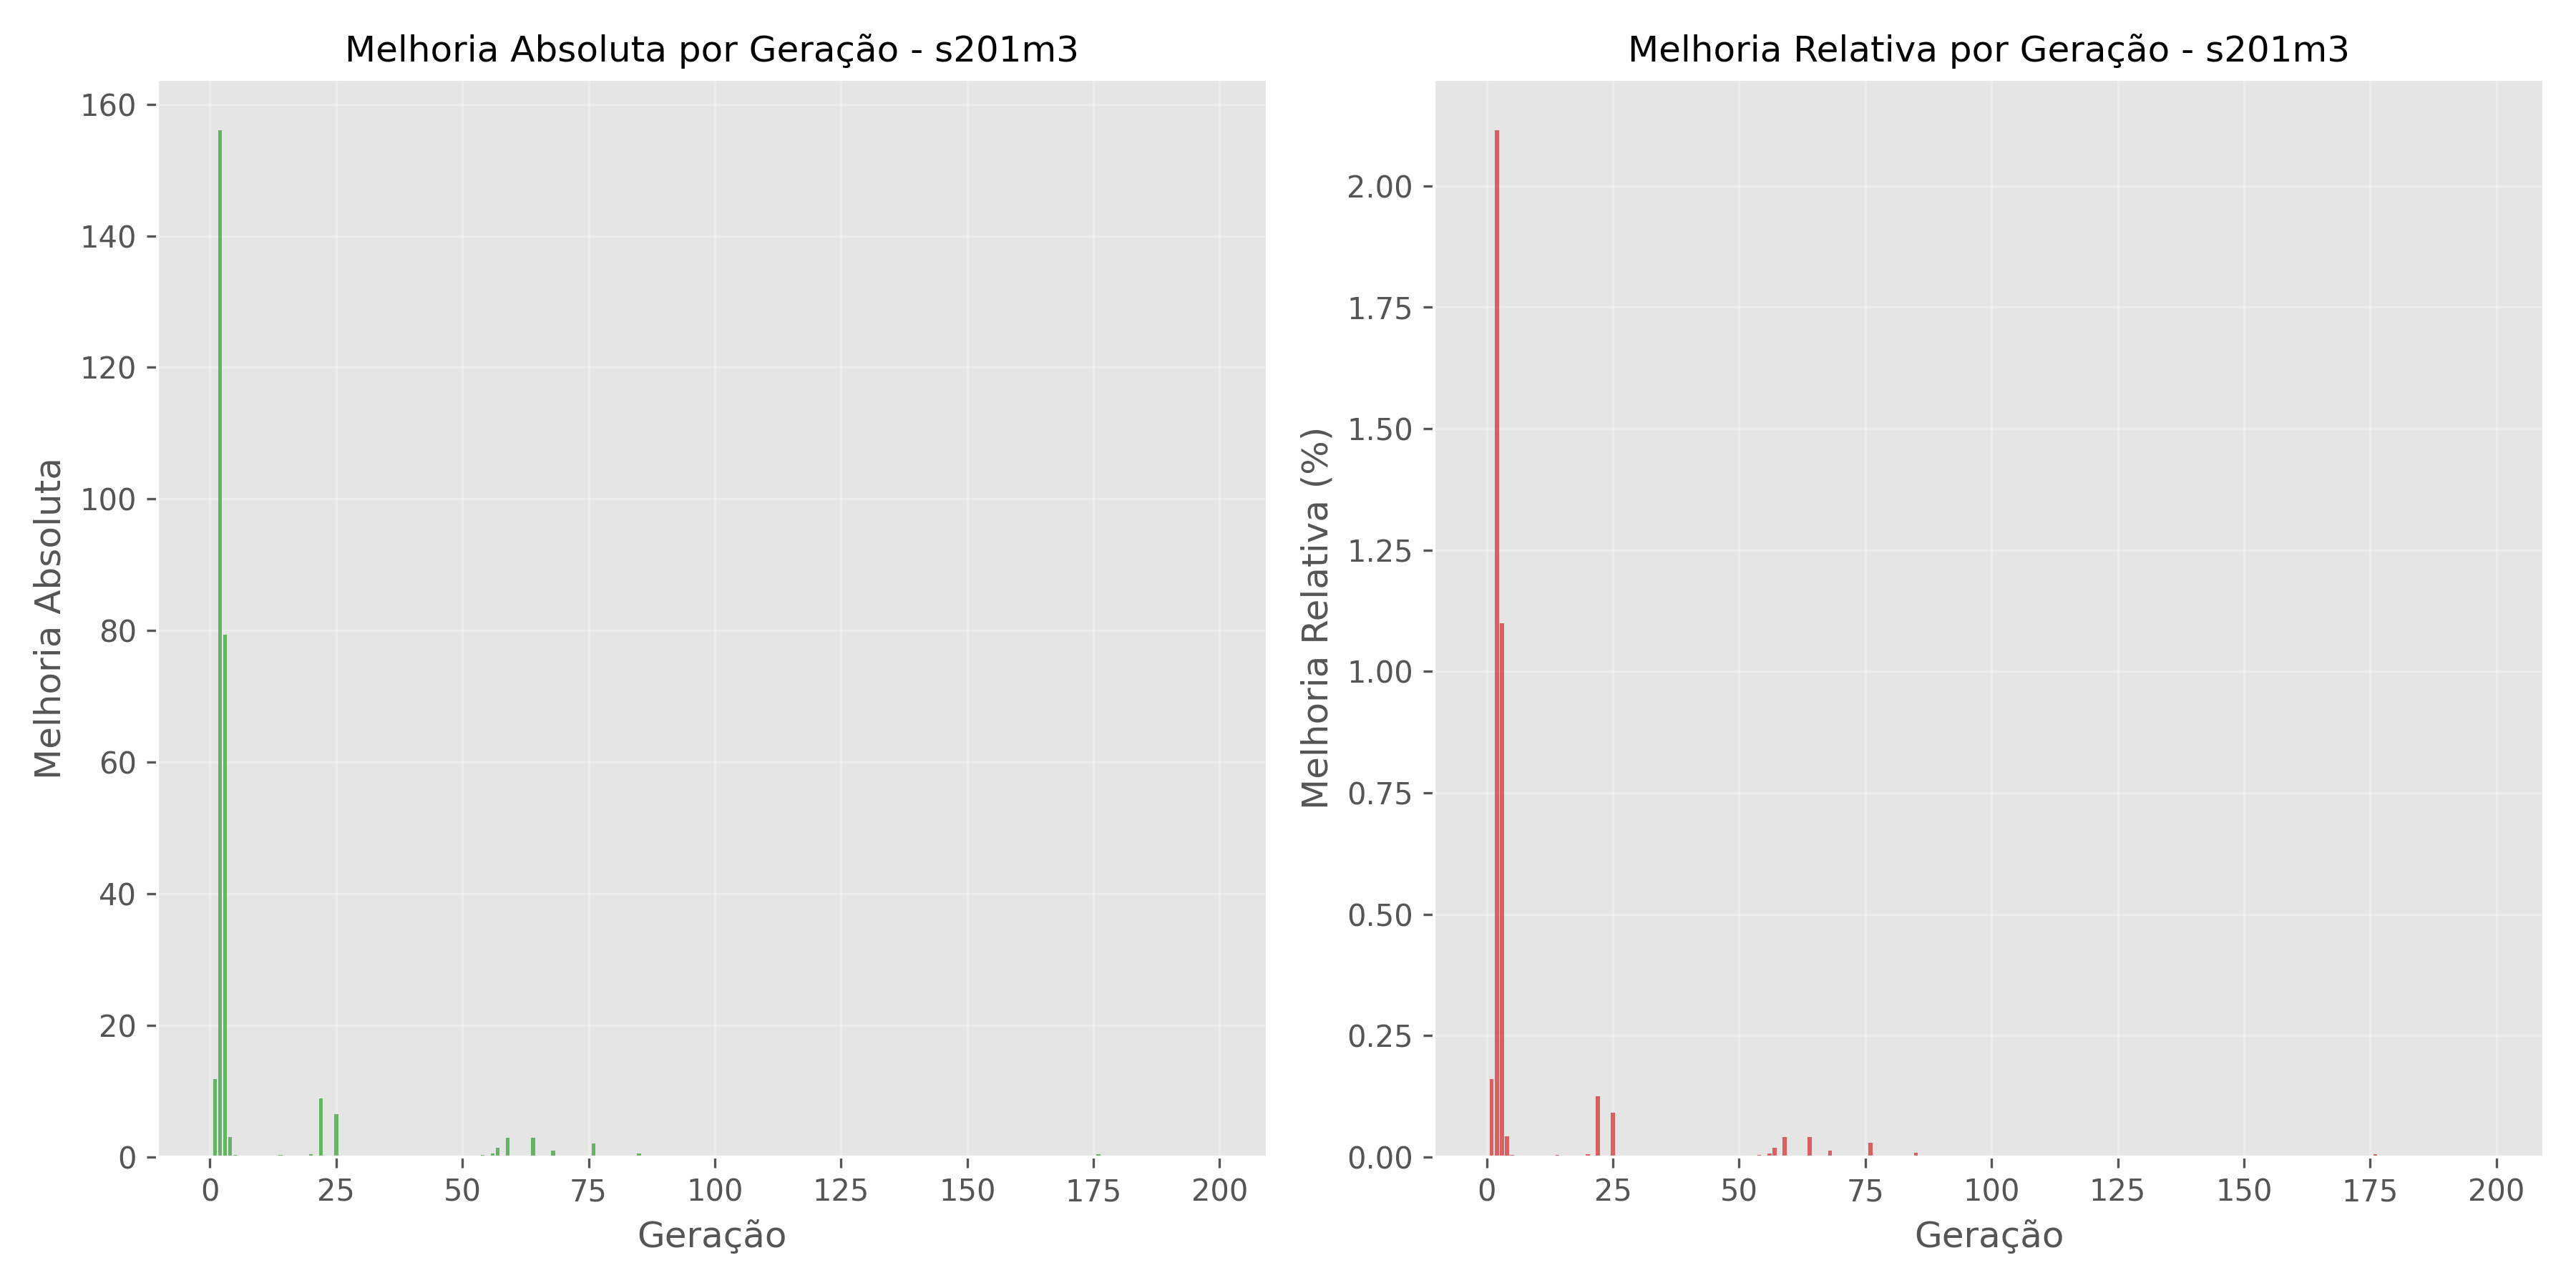 Melhoria Absoluta por Geração - s201m3
160
140
120
100
80
60
40
20
0
Melhoria Absoluta
0 25 50 75 100 125 150 175 200
Geração
Melhoria Relativa por Geração - s201m3
2.00
1.75
1.50
1.25
1.00
0.75
0.50
0.25
0.00
Melhoria Relativa (%)
0 25 50 75 100 125 150 175 200
Geração